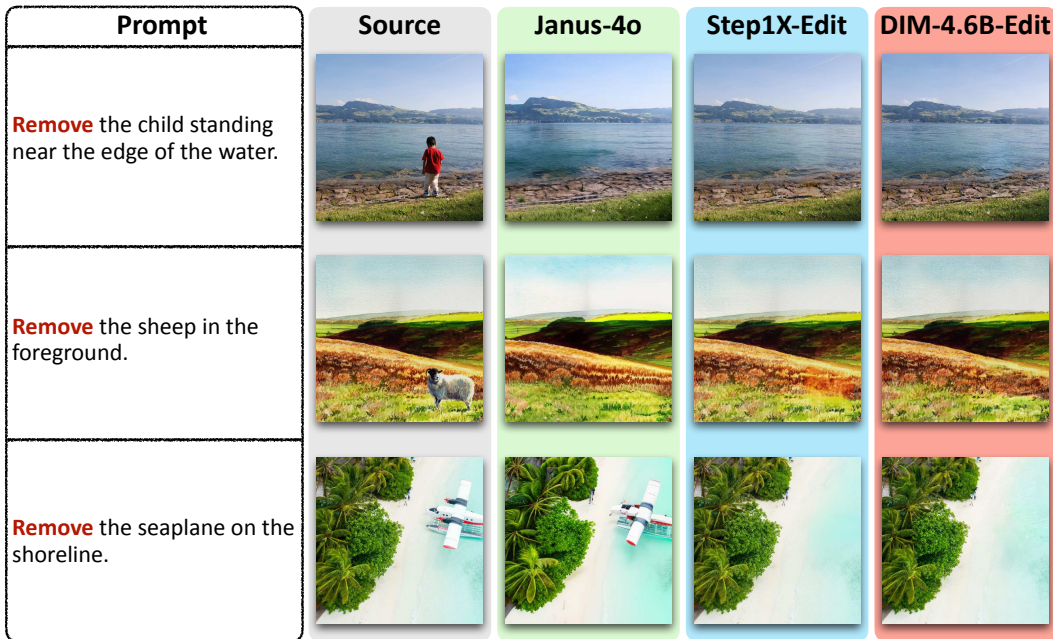 Prompt
Source
Janus-4o
Step1X-Edit
DIM-4.6B-Edit
Remove the child standing
near the edge of the water.
Remove the sheep in the
foreground.
Remove the seaplane on the
shoreline.